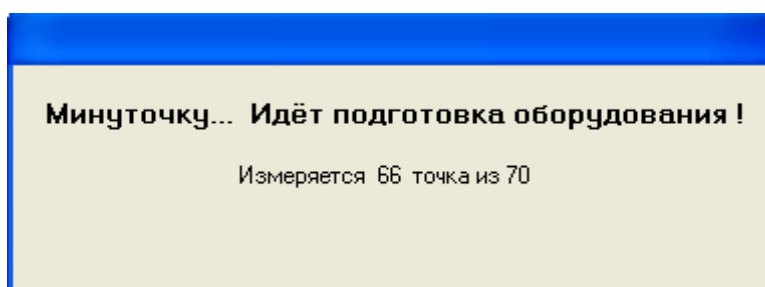 Минуточку... Идёт подготовка оборудования !
Измеряется 66 точка из 70